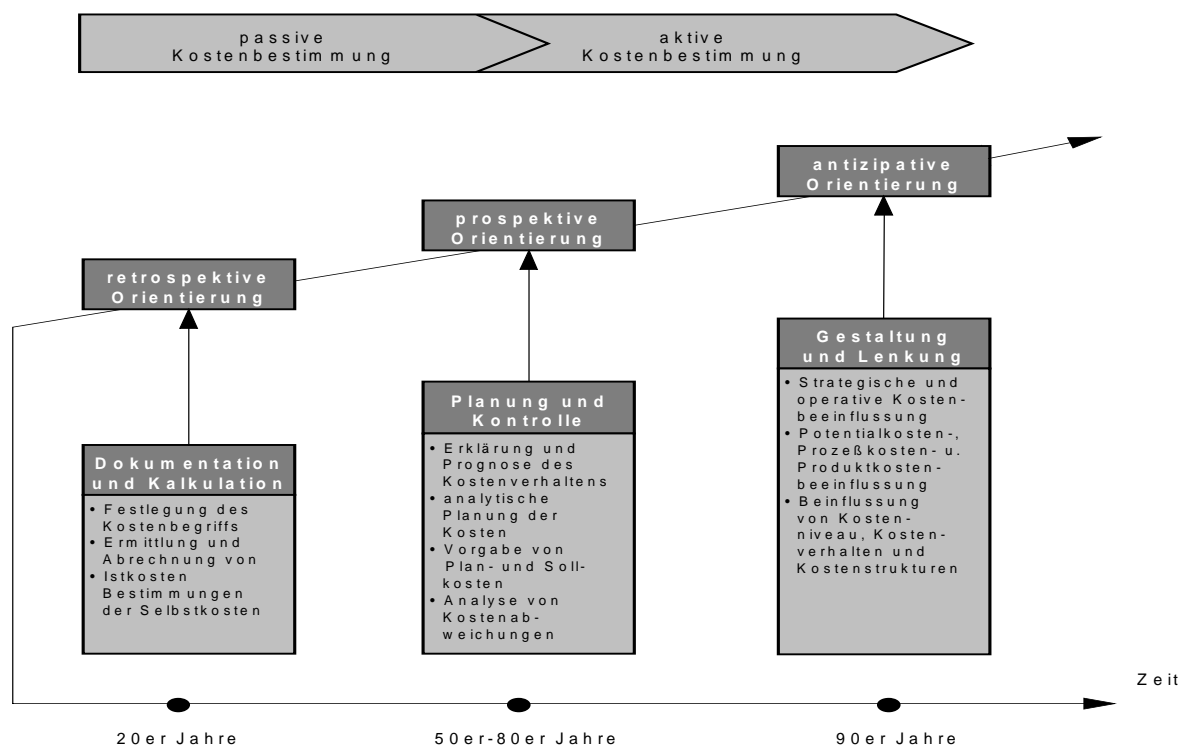 passive
Kostenbestimmung
aktive
Kostenbestimmung
antizipative
Orientierung
prospektive
Orientierung
retrospektive
Orientierung
Gestaltung
und Lenkung
• Strategische und
operative Kosten-
beeinflussung
• Potentialkosten-,
Prozeßkosten- u.
Produktkosten-
beeinflussung
• Beinflussung
von Kosten-
niveau, Kosten-
verhalten und
Kostenstrukturen
Planung und
Kontrolle
• Erklärung und
Prognose des
Kostenverhaltens
• analytische
Planung der
Kosten
• Vorgabe von
Plan- und Soll-
kosten
• Analyse von
Kostenab-
weichungen
Dokumentation
und Kalkulation
• Festlegung des
Kostenbegriffs
• Ermittlung und
Abrechnung von
• Istkosten
Bestimmungen
der Selbstkosten
Zeit
20er Jahre
50er-80er Jahre
90er Jahre